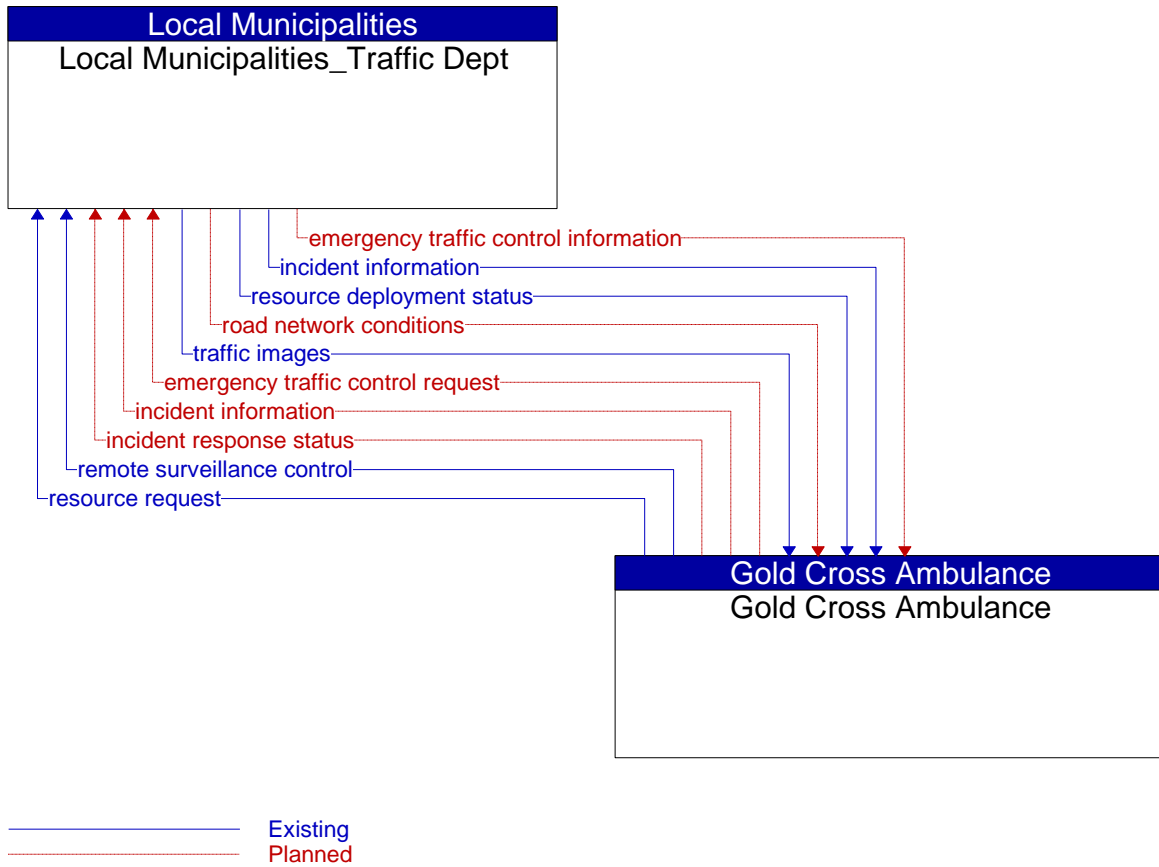 Local Municipalities
Local Municipalities_Traffic Dept
emergency traffic control information
incident information
resource deployment status
road network conditions
traffic images
emergency traffic control request
incident information
incident response status
remote surveillance control
resource request
Gold Cross Ambulance
Gold Cross Ambulance
Existing
Planned